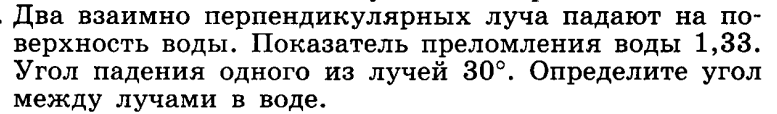 . Два взаимно перпендикулярных луча падают на по-
верхность воды. Показатель преломления воды 1,33.
Угол падения одного из лучей 30°. Определите угол
между лучами в воде.